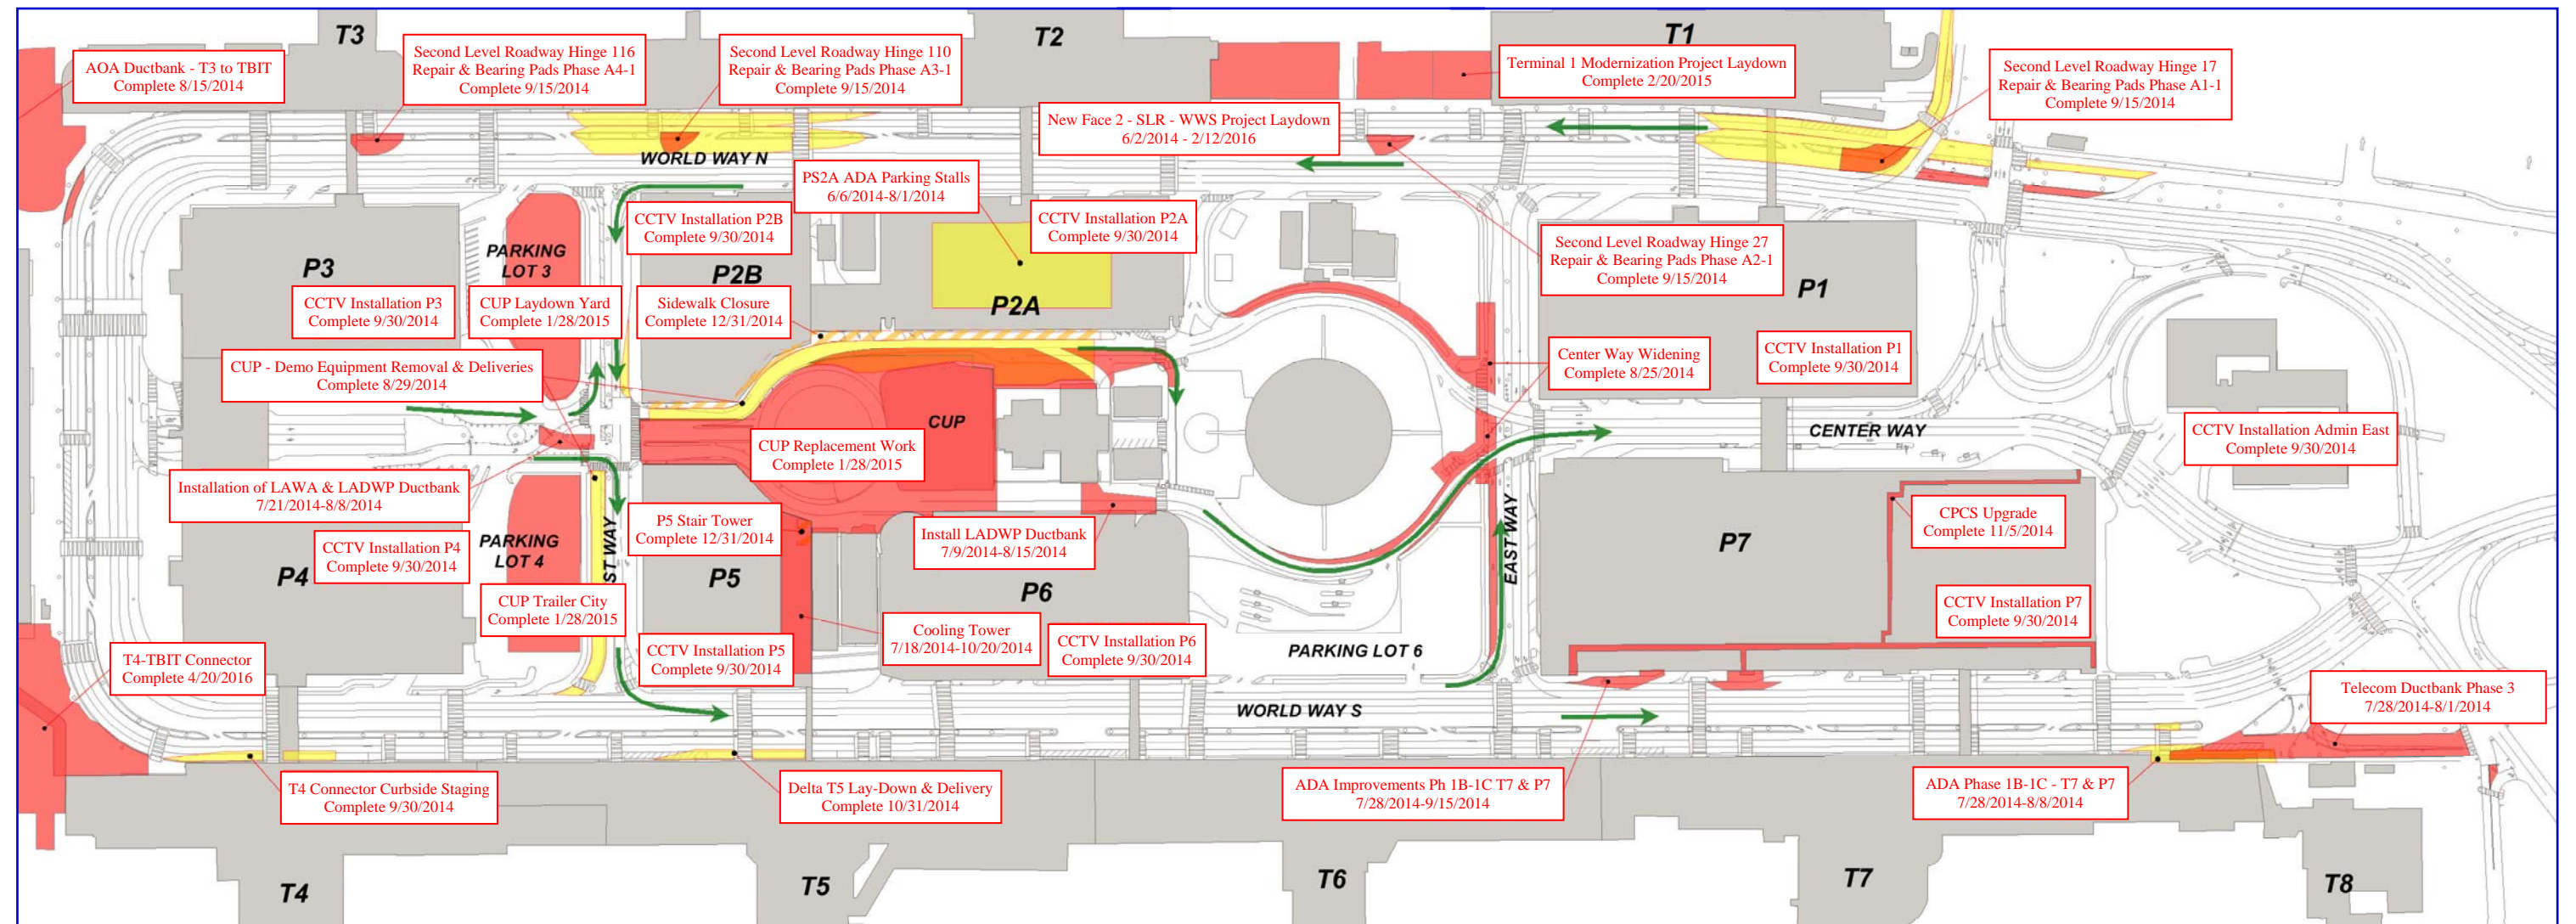 T3
T2
T1
AOA Ductbank - T3 to TBIT
Complete 8/15/2014
Second Level Roadway Hinge 116
Repair & Bearing Pads Phase A4-1
Complete 9/15/2014
Second Level Roadway Hinge 110
Repair & Bearing Pads Phase A3-1
Complete 9/15/2014
Terminal 1 Modernization Project Laydown
Complete 2/20/2015
Second Level Roadway Hinge 17
Repair & Bearing Pads Phase A1-1
Complete 9/15/2014
New Face 2 - SLR - WWS Project Laydown
6/2/2014 - 2/12/2016
WORLD WAY N
PS2A ADA Parking Stalls
6/6/2014-8/1/2014
CCTV Installation P2B
Complete 9/30/2014
CCTV Installation P2A
Complete 9/30/2014
Second Level Roadway Hinge 27
Repair & Bearing Pads Phase A2-1
Complete 9/15/2014
PARKING
LOT 3
P3
P2B
P2A
P1
CCTV Installation P3
Complete 9/30/2014
CUP Laydown Yard
Complete 1/28/2015
Sidewalk Closure
Complete 12/31/2014
CUP - Demo Equipment Removal & Deliveries
Complete 8/29/2014
Center Way Widening
Complete 8/25/2014
CCTV Installation P1
Complete 9/30/2014
CUP
CENTER WAY
CCTV Installation Admin East
Complete 9/30/2014
CUP Replacement Work
Complete 1/28/2015
Installation of LAWA & LADWP Ductbank
7/21/2014-8/8/2014
P5 Stair Tower
Complete 12/31/2014
Install LADWP Ductbank
7/9/2014-8/15/2014
CPCS Upgrade
Complete 11/5/2014
CCTV Installation P4
Complete 9/30/2014
PARKING
LOT 4
ST WAY
EAST WAY
P4
P5
P6
P7
CUP Trailer City
Complete 1/28/2015
CCTV Installation P7
Complete 9/30/2014
Cooling Tower
7/18/2014-10/20/2014
CCTV Installation P5
Complete 9/30/2014
CCTV Installation P6
Complete 9/30/2014
PARKING LOT 6
T4-TBIT Connector
Complete 4/20/2016
Telecom Ductbank Phase 3
7/28/2014-8/1/2014
WORLD WAY S
T4 Connector Curbside Staging
Complete 9/30/2014
Delta T5 Lay-Down & Delivery
Complete 10/31/2014
ADA Improvements Ph 1B-1C T7 & P7
7/28/2014-9/15/2014
ADA Phase 1B-1C - T7 & P7
7/28/2014-8/8/2014
T4
T5
T6
T7
T8